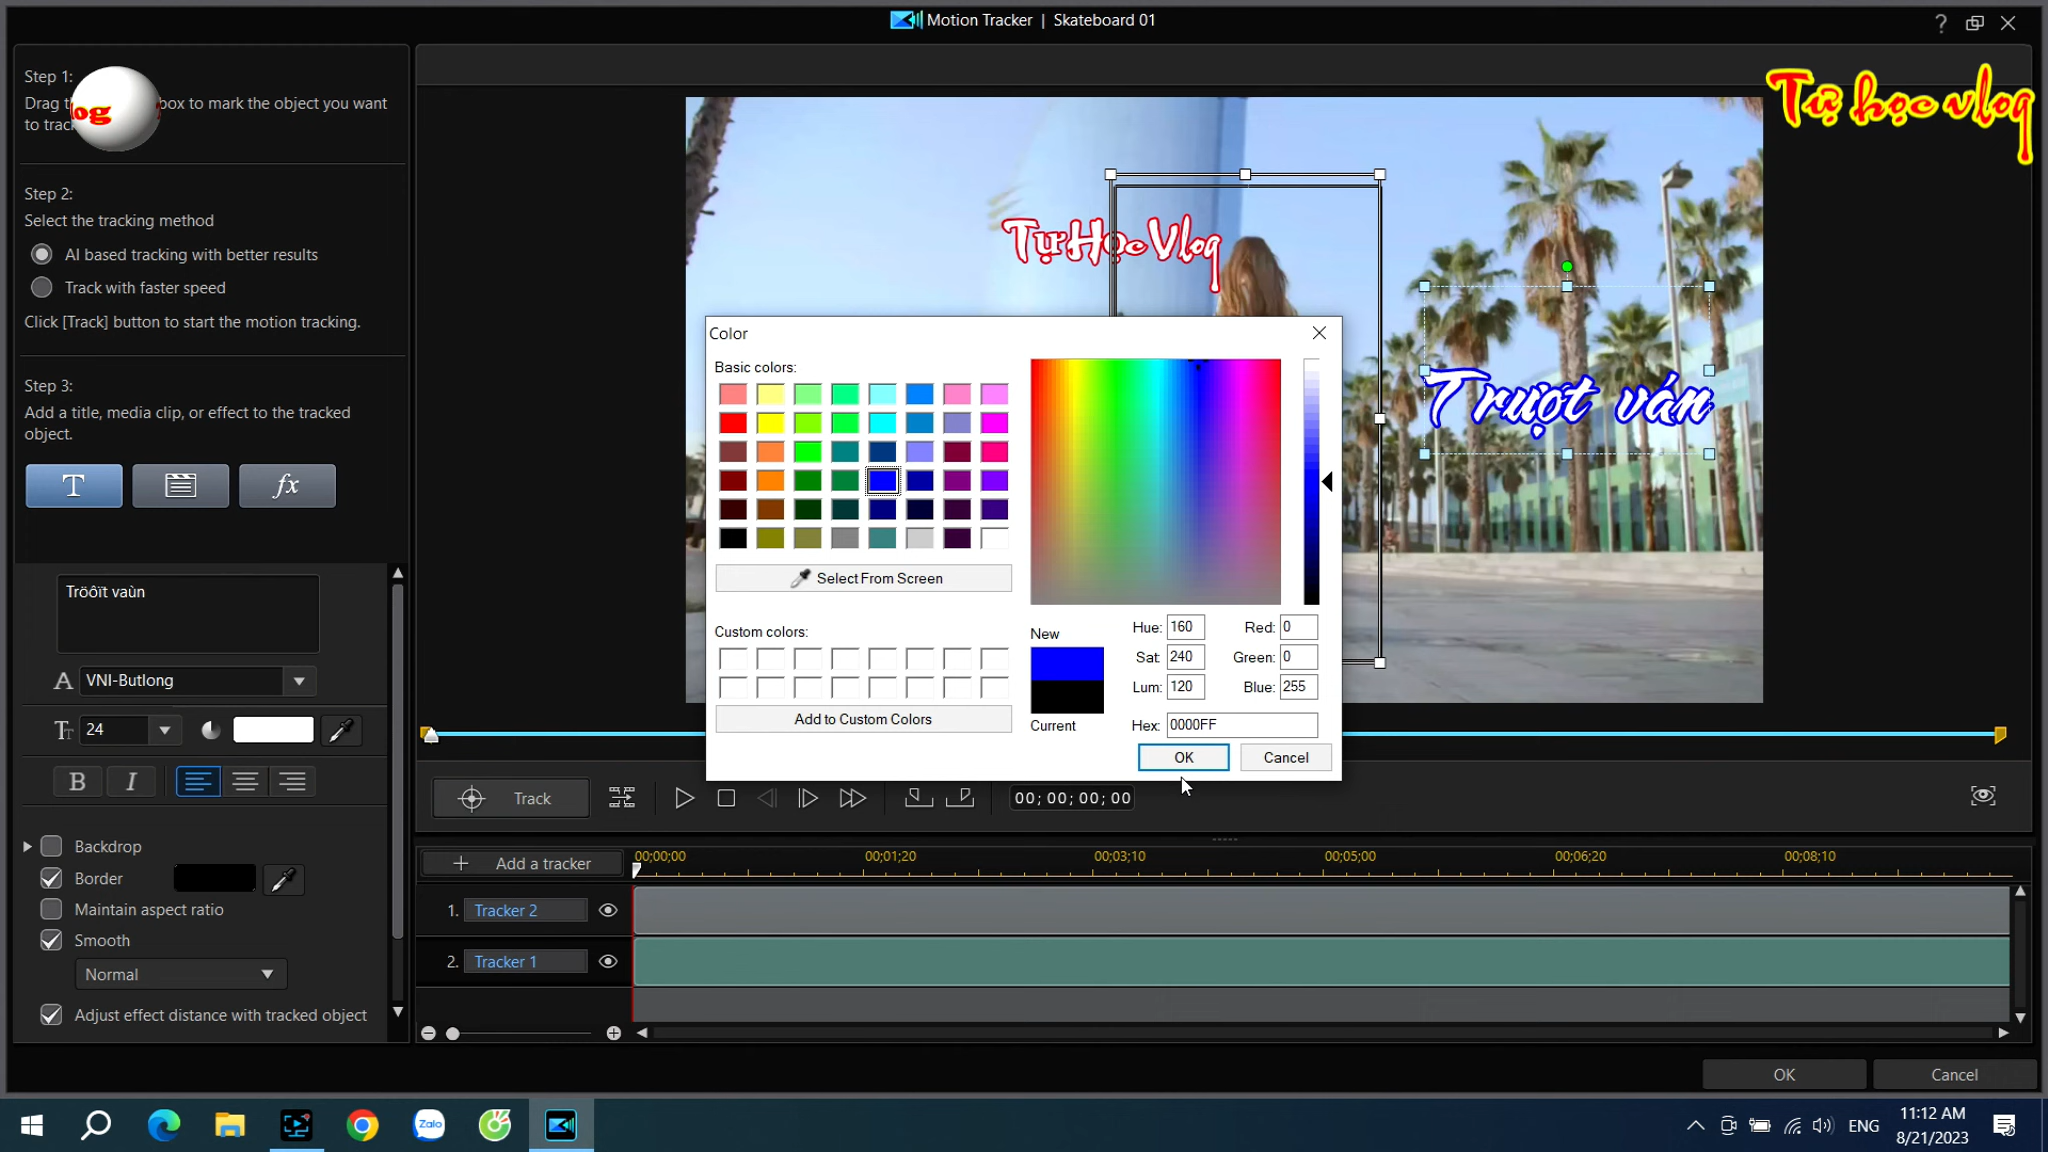 Motion Tracker | Skateboard 01
?
Step 1:
Drag t box to mark the object you want
to trac
og
Tự học vlog
Step 2:
Select the tracking method
AI based tracking with better results
Track with faster speed
Click [Track] button to start the motion tracking.
Step 3:
Add a title, media clip, or effect to the tracked
object.
T
fx
Tröôït vaùn
A VNI-Butlong
24
B I
Backdrop
Border
Maintain aspect ratio
Smooth
Normal
Adjust effect distance with tracked object
Tự Học Vlog
Trượt ván
Color
Basic colors:
Select From Screen
Custom colors:
Add to Custom Colors
New
Current
Hue: 160 Red: 0
Sat: 240 Green: 0
Lum: 120 Blue: 255
Hex: 0000FF
OK Cancel
Track
00; 00; 00; 00
Add a tracker
00;00;00 00;01;20 00;03;10 00;05;00 00;06;20 00;08;10
1. Tracker 2
2. Tracker 1
OK Cancel
Zalo
ENG
11:12 AM
8/21/2023